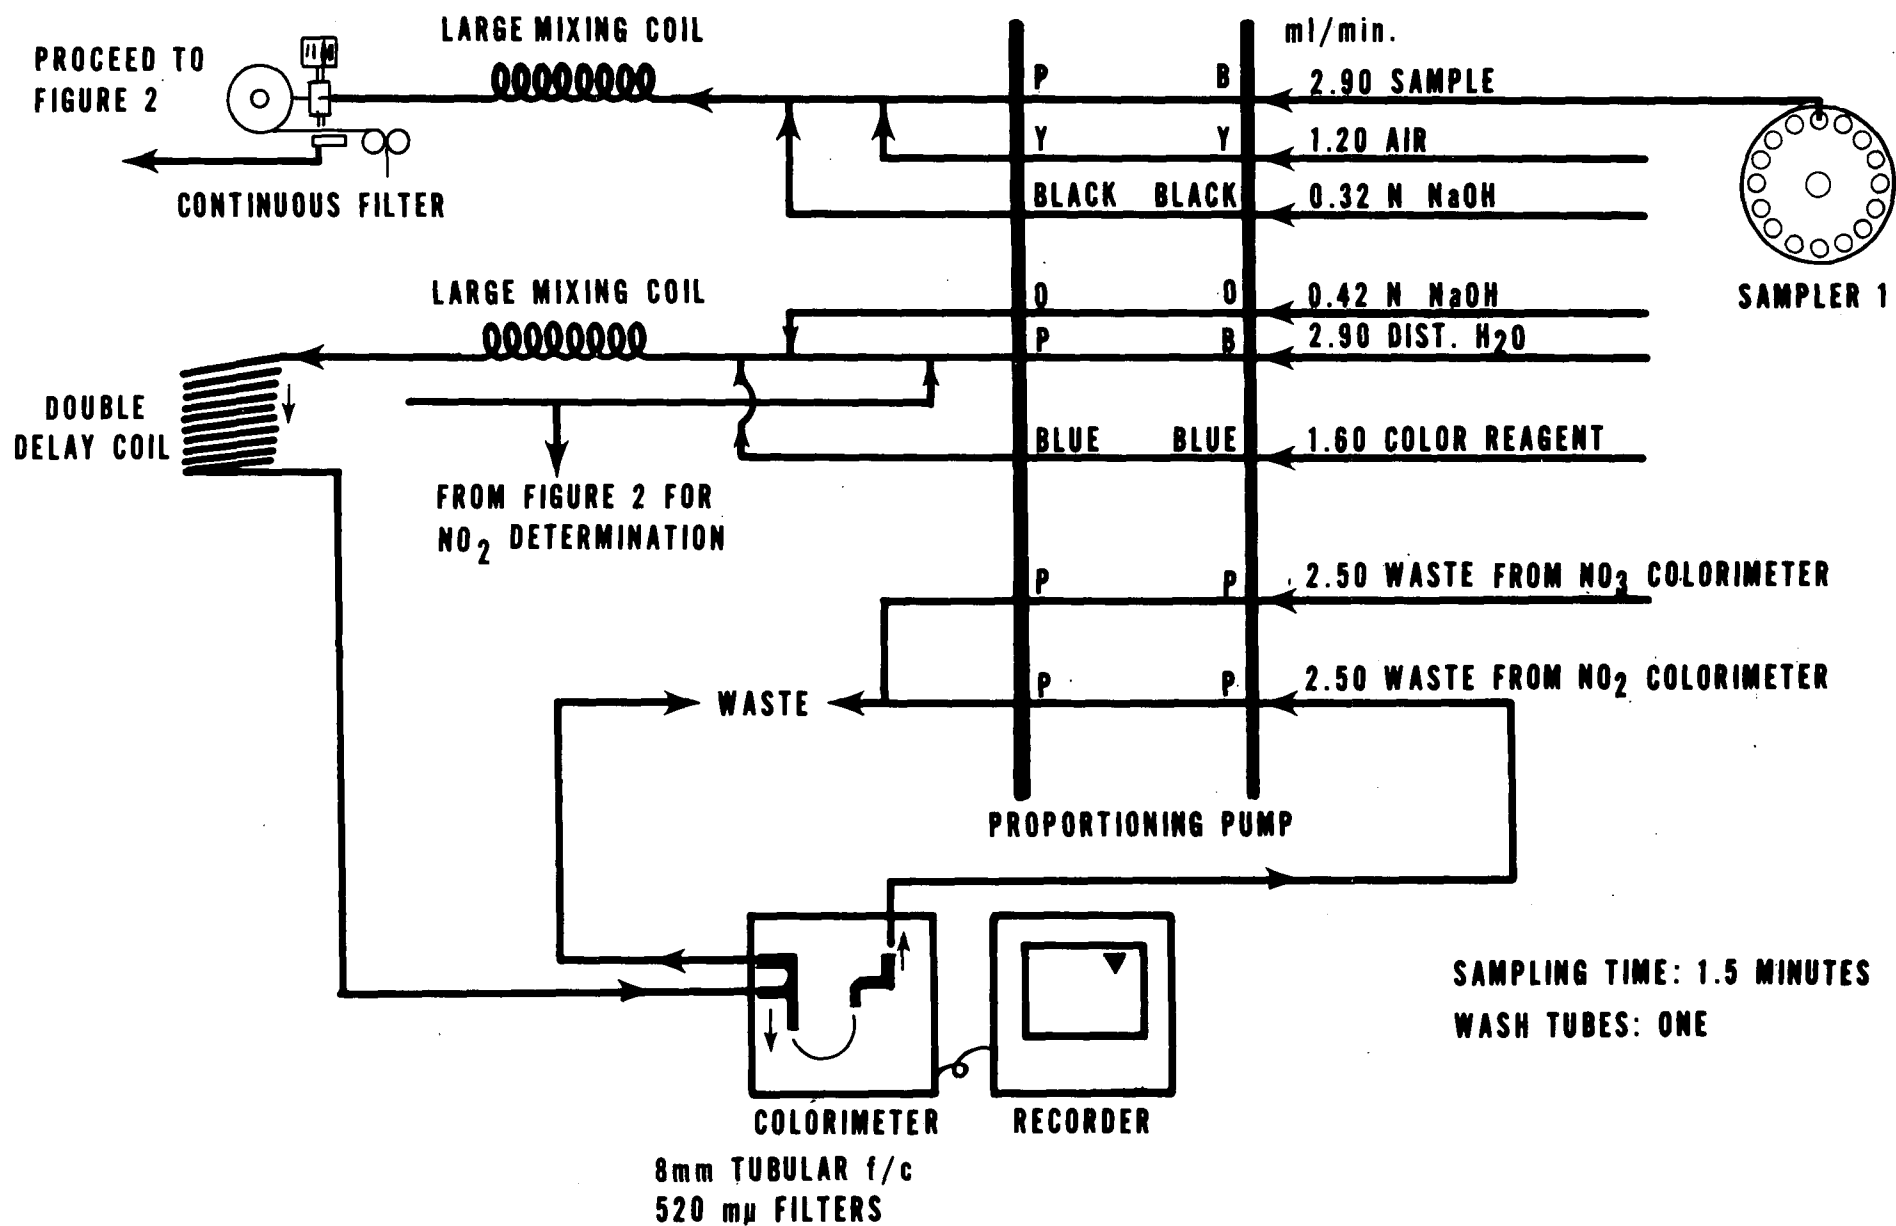 LARGE MIXING COIL
ml/min.
PROCEED TO
FIGURE 2
P B 2.90 SAMPLE
Y Y 1.20 AIR
CONTINUOUS FILTER
BLACK BLACK 0.32 N NaOH
SAMPLER 1
LARGE MIXING COIL
O O 0.42 N NaOH
P B 2.90 DIST. H2O
DOUBLE
DELAY COIL
BLUE BLUE 1.60 COLOR REAGENT
FROM FIGURE 2 FOR
NO2 DETERMINATION
P P 2.50 WASTE FROM NO3 COLORIMETER
P P 2.50 WASTE FROM NO2 COLORIMETER
WASTE
PROPORTIONING PUMP
SAMPLING TIME: 1.5 MINUTES
WASH TUBES: ONE
COLORIMETER
RECORDER
8mm TUBULAR f/c
520 mμ FILTERS